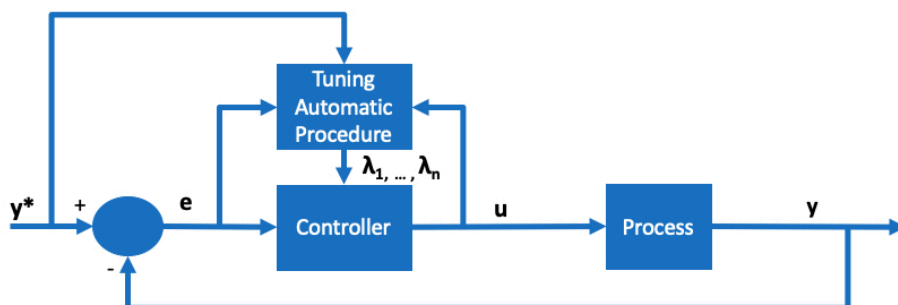 Tuning
Automatic
Procedure
λ1, ... , λn
y*
+
e
Controller
u
Process
y
-